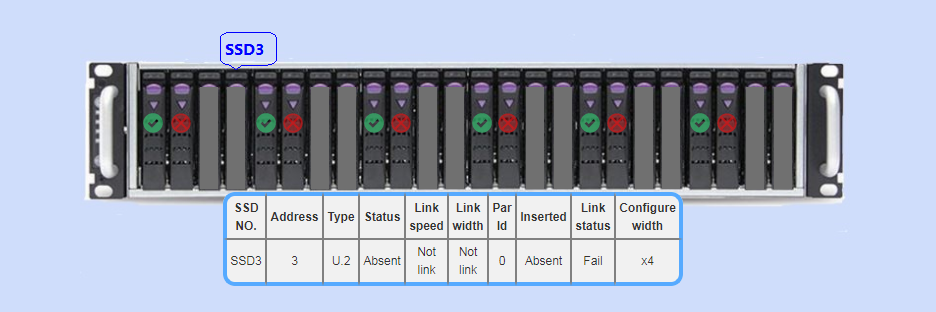 SSD3
SSD NO. Address Type Status Link speed Link width Par Id Inserted Link status Configure width
SSD3 3 U.2 Absent Not link Not link 0 Absent Fail x4